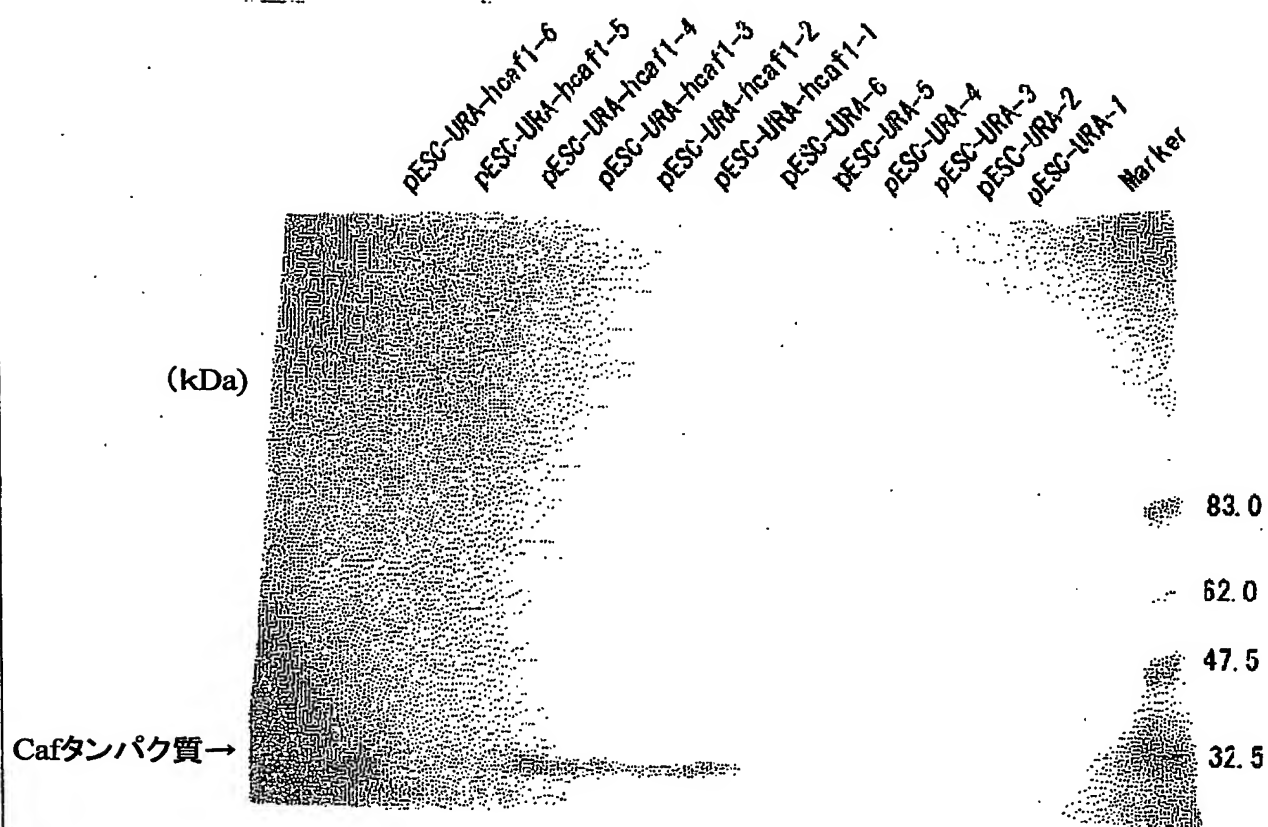 pESC-URA-hcaf1-6
pESC-URA-hcaf1-5
pESC-URA-hcaf1-4
pESC-URA-hcaf1-3
pESC-URA-hcaf1-2
pESC-URA-hcaf1-1
pESC-URA-6
pESC-URA-5
pESC-URA-4
pESC-URA-3
pESC-URA-2
pESC-URA-1
Marker
(kDa)
83.0
62.0
47.5
Cafタンパク質→
32.5